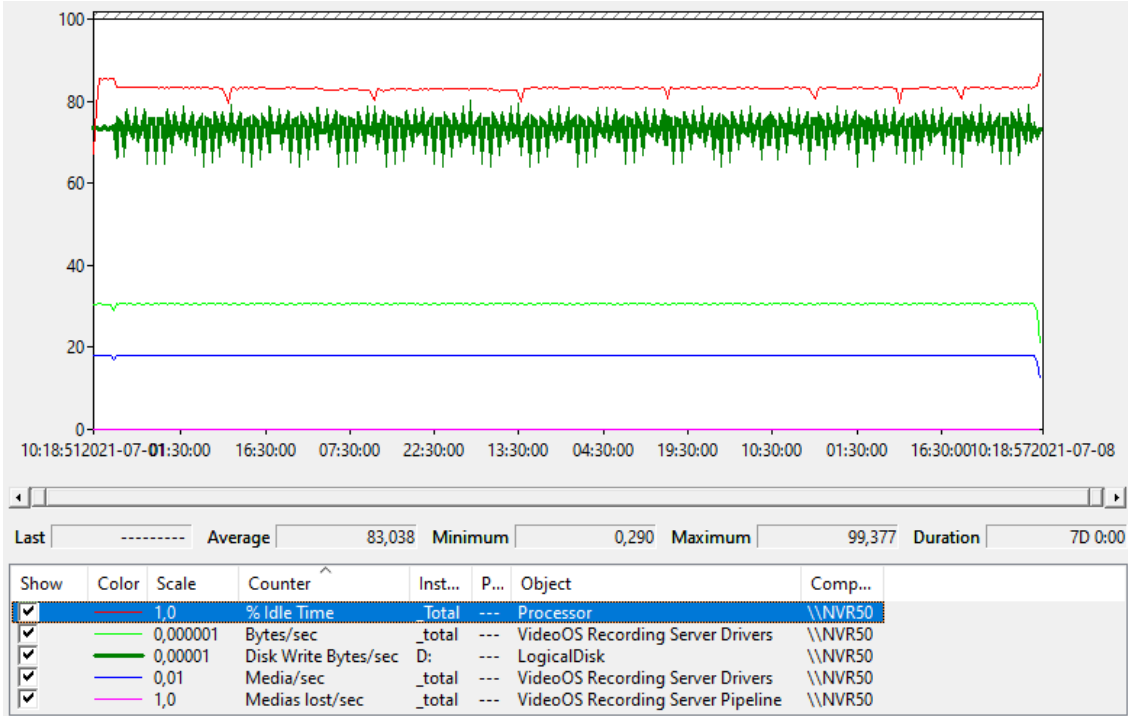 100
80
60
40
20
0
10:18:512021-07-01:30:00 16:30:00 07:30:00 22:30:00 13:30:00 04:30:00 19:30:00 10:30:00 01:30:00 16:30:0010:18:572021-07-08
Last --------- Average 83,038 Minimum 0,290 Maximum 99,377 Duration 7D 0:00
Show Color Scale Counter Inst... P... Object Comp...
1,0 % Idle Time _Total --- Processor \\NVR50
0,000001 Bytes/sec _total --- VideoOS Recording Server Drivers \\NVR50
0,00001 Disk Write Bytes/sec D: --- LogicalDisk \\NVR50
0,01 Media/sec _total --- VideoOS Recording Server Drivers \\NVR50
1,0 Medias lost/sec _total --- VideoOS Recording Server Pipeline \\NVR50